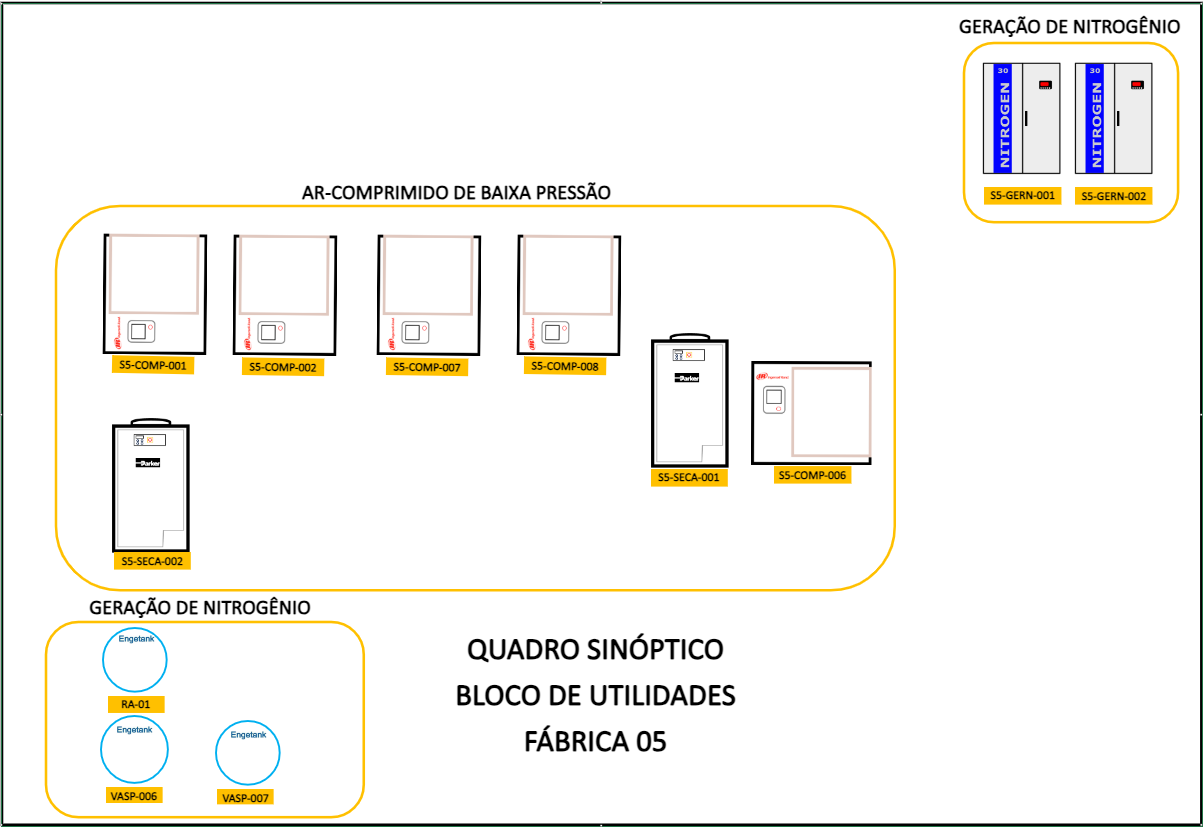 GERAÇÃO DE NITROGÊNIO
30 30
NITROGEN NITROGEN
S5-GERN-001 S5-GERN-002
AR-COMPRIMIDO DE BAIXA PRESSÃO
S5-COMP-001 S5-COMP-002 S5-COMP-007 S5-COMP-008
Parker
S5-SECA-001 S5-COMP-006
Parker
S5-SECA-002
GERAÇÃO DE NITROGÊNIO
Engetank
RA-01
Engetank Engetank
VASP-006 VASP-007
QUADRO SINÓPTICO
BLOCO DE UTILIDADES
FÁBRICA 05